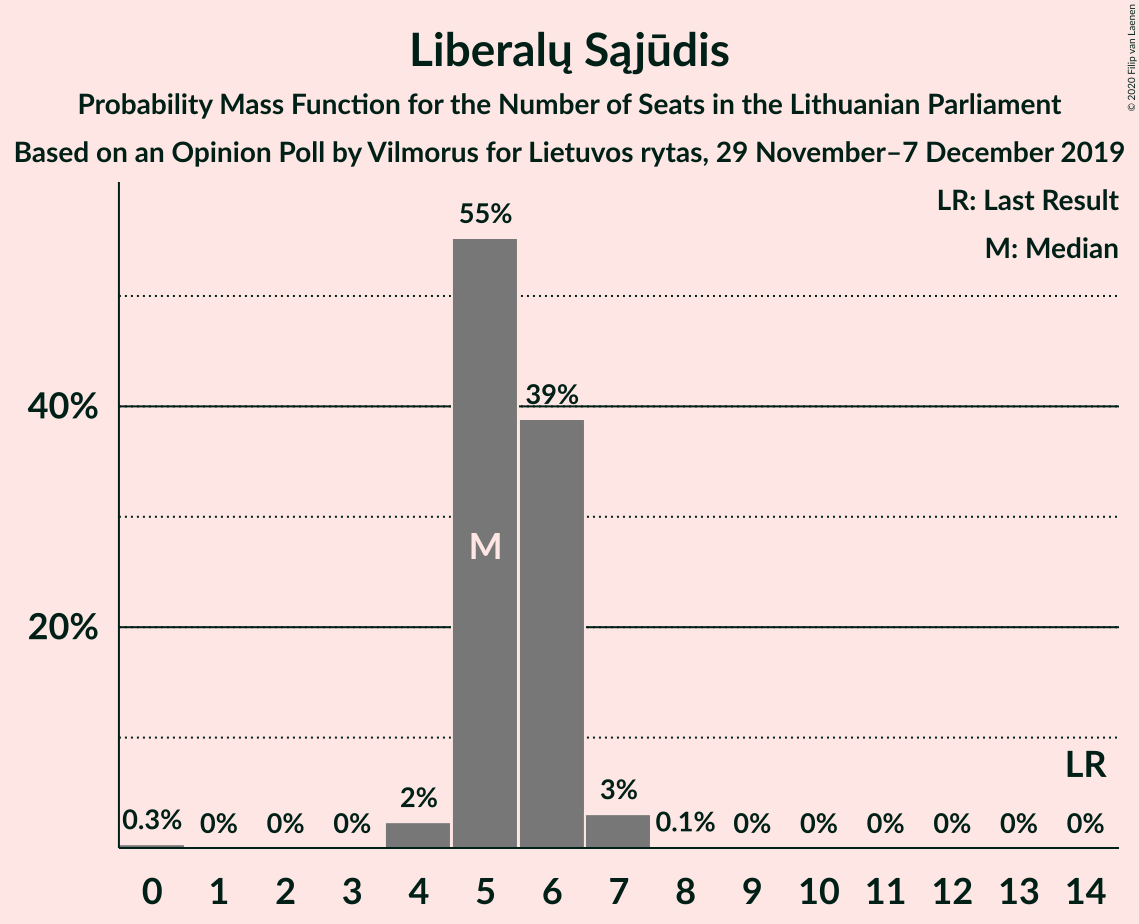 Liberalų Sąjūdis
Probability Mass Function for the Number of Seats in the Lithuanian Parliament
Based on an Opinion Poll by Vilmorus for Lietuvos rytas, 29 November–7 December 2019
© 2020 Filip van Laenen
LR: Last Result
M: Median
55%
40%
39%
M
20%
LR
0.3% 0% 0% 0% 2% 3% 0.1% 0% 0% 0% 0% 0% 0%
0 1 2 3 4 5 6 7 8 9 10 11 12 13 14